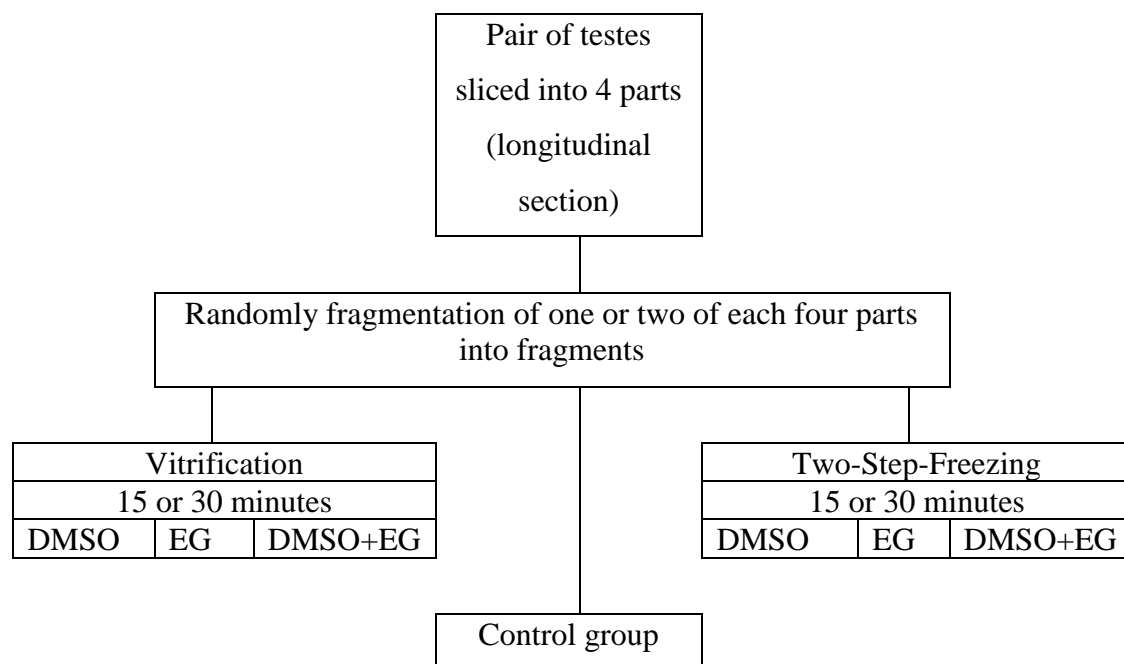 Pair of testes
sliced into 4 parts
(longitudinal
section)
Randomly fragmentation of one or two of each four parts
into fragments
Vitrification
15 or 30 minutes
DMSO EG DMSO+EG
Two-Step-Freezing
15 or 30 minutes
DMSO EG DMSO+EG
Control group